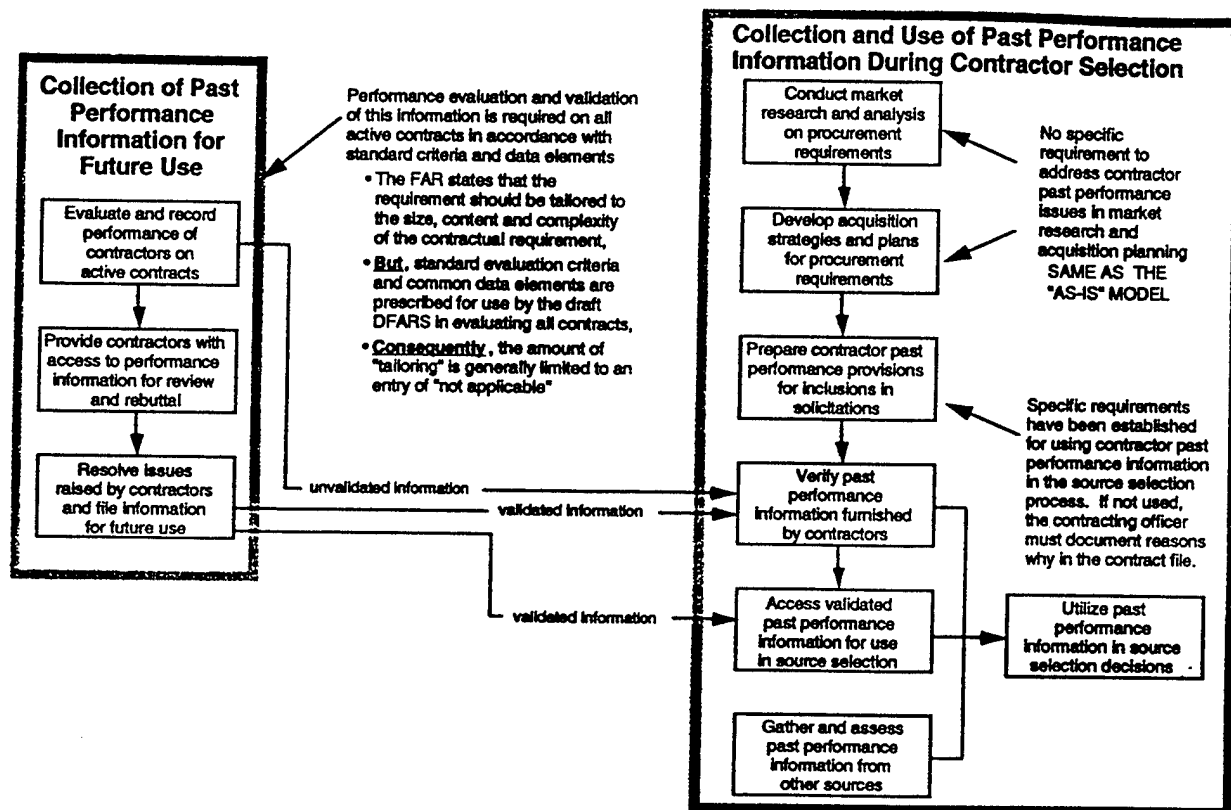 Collection of Past
Performance
Information for
Future Use
Evaluate and record
performance of
contractors on
active contracts
Provide contractors with
access to performance
information for review
and rebuttal
Resolve issues
raised by contractors
and file information
for future use
Performance evaluation and validation
of this information is required on all
active contracts in accordance with
standard criteria and data elements
• The FAR states that the
requirement should be tailored to
the size, content and complexity
of the contractual requirement,
• But, standard evaluation criteria
and common data elements are
prescribed for use by the draft
DFARS in evaluating all contracts,
• Consequently, the amount of
"tailoring" is generally limited to an
entry of "not applicable"
unvalidated information
validated information
validated information
Collection and Use of Past Performance
Information During Contractor Selection
Conduct market
research and analysis
on procurement
requirements
Develop acquisition
strategies and plans
for procurement
requirements
Prepare contractor past
performance provisions
for inclusions in
solicitations
Verify past
performance
information furnished
by contractors
Access validated
past performance
information for use
in source selection
Gather and assess
past performance
information from
other sources
No specific
requirement to
address contractor
past performance
issues in market
research and
acquisition planning
SAME AS THE
"AS-IS" MODEL
Specific requirements
have been established
for using contractor past
performance information
in the source selection
process. If not used,
the contracting officer
must document reasons
why in the contract file.
Utilize past
performance
information in source
selection decisions